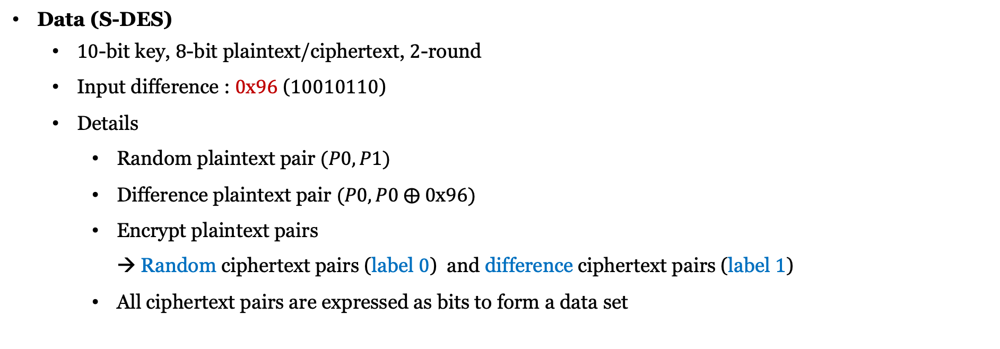 • Data (S-DES)
• 10-bit key, 8-bit plaintext/ciphertext, 2-round
• Input difference : 0x96 (10010110)
• Details
• Random plaintext pair (P0, P1)
• Difference plaintext pair (P0, P0 ⊕ 0x96)
• Encrypt plaintext pairs
→ Random ciphertext pairs (label 0)  and difference ciphertext pairs (label 1)
• All ciphertext pairs are expressed as bits to form a data set